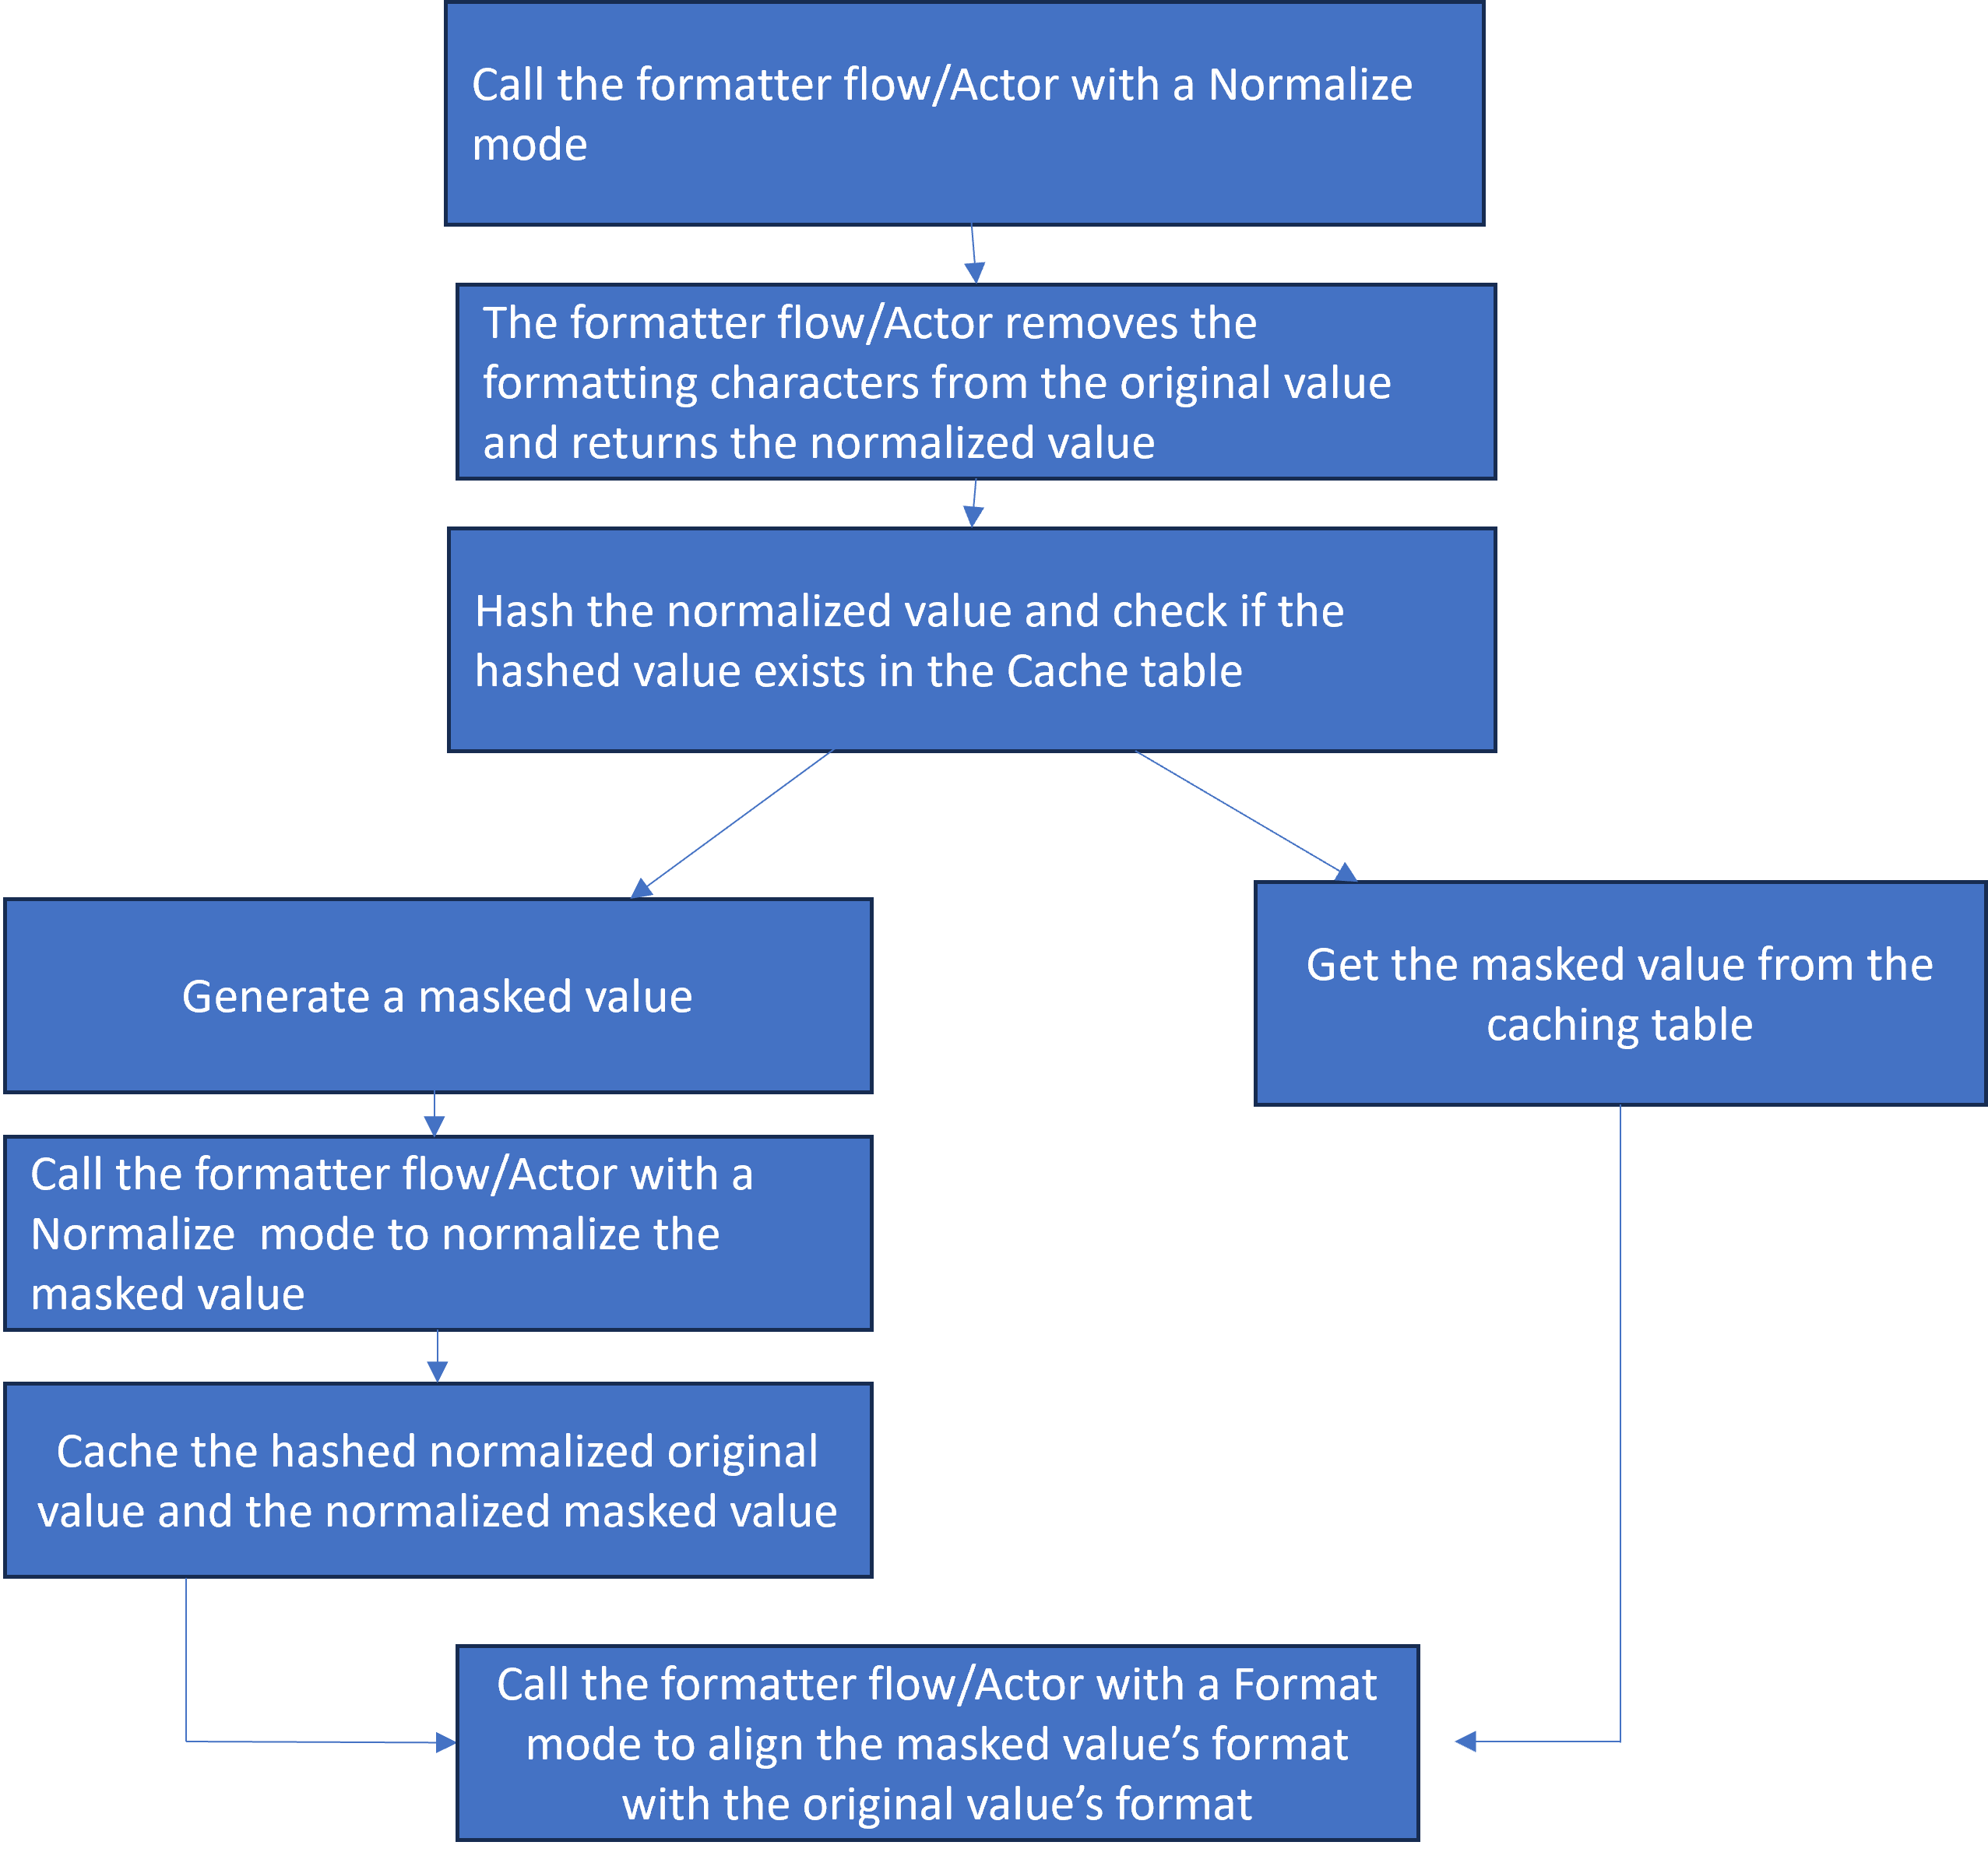 Call the formatter flow/Actor with a Normalize
mode
The formatter flow/Actor removes the
formatting characters from the original value
and returns the normalized value
Hash the normalized value and check if the
hashed value exists in the Cache table
Generate a masked value
Get the masked value from the
caching table
Call the formatter flow/Actor with a
Normalize  mode to normalize the
masked value
Cache the hashed normalized original
value and the normalized masked value
Call the formatter flow/Actor with a Format
mode to align the masked value’s format
with the original value’s format